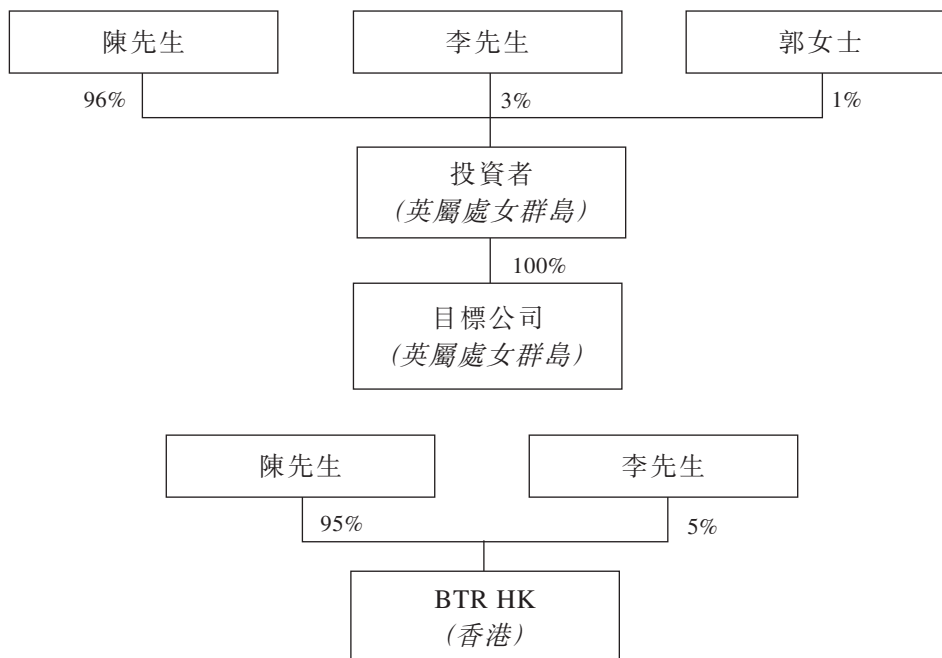 陳先生
李先生
郭女士
96%
3%
1%
投資者
(英屬處女群島)
100%
目標公司
(英屬處女群島)
陳先生
李先生
95%
5%
BTR HK
(香港)